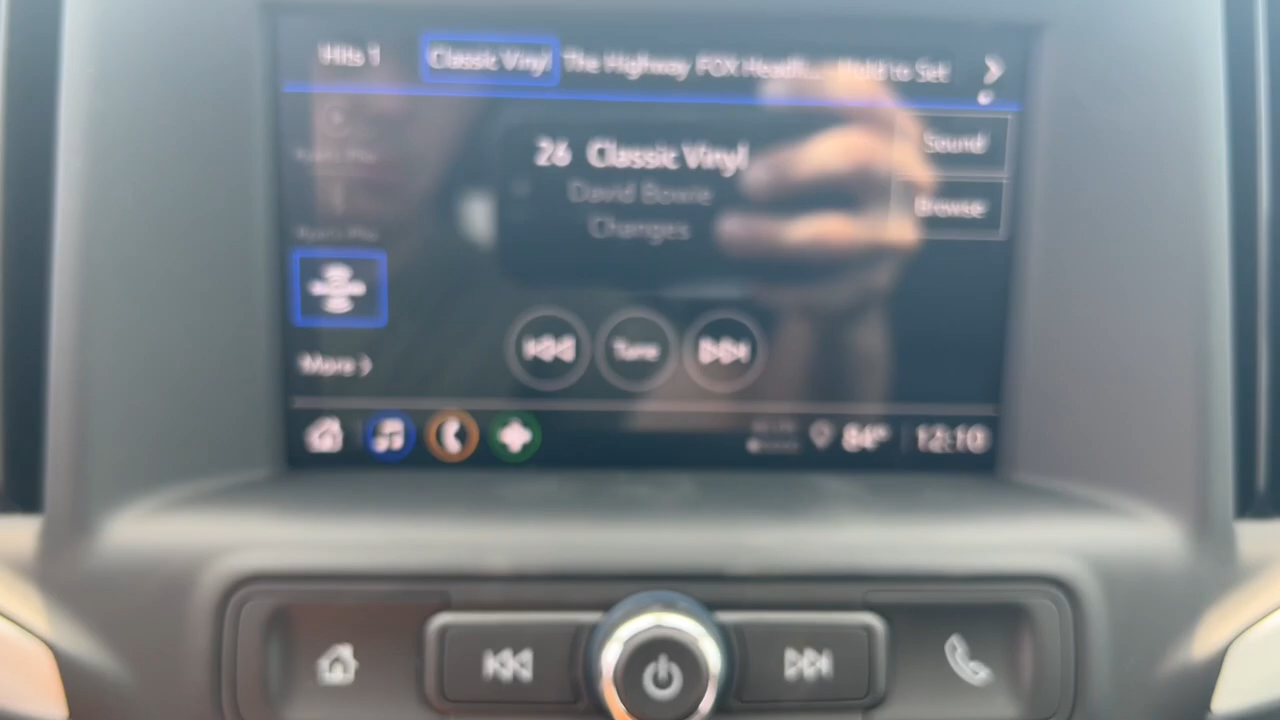 Hits 1 Classic Vinyl The Highway FOX Headl... Hold to Set
Sound
26 Classic Vinyl
David Bowie
Browse
Changes
Tune
More
84° 12:10